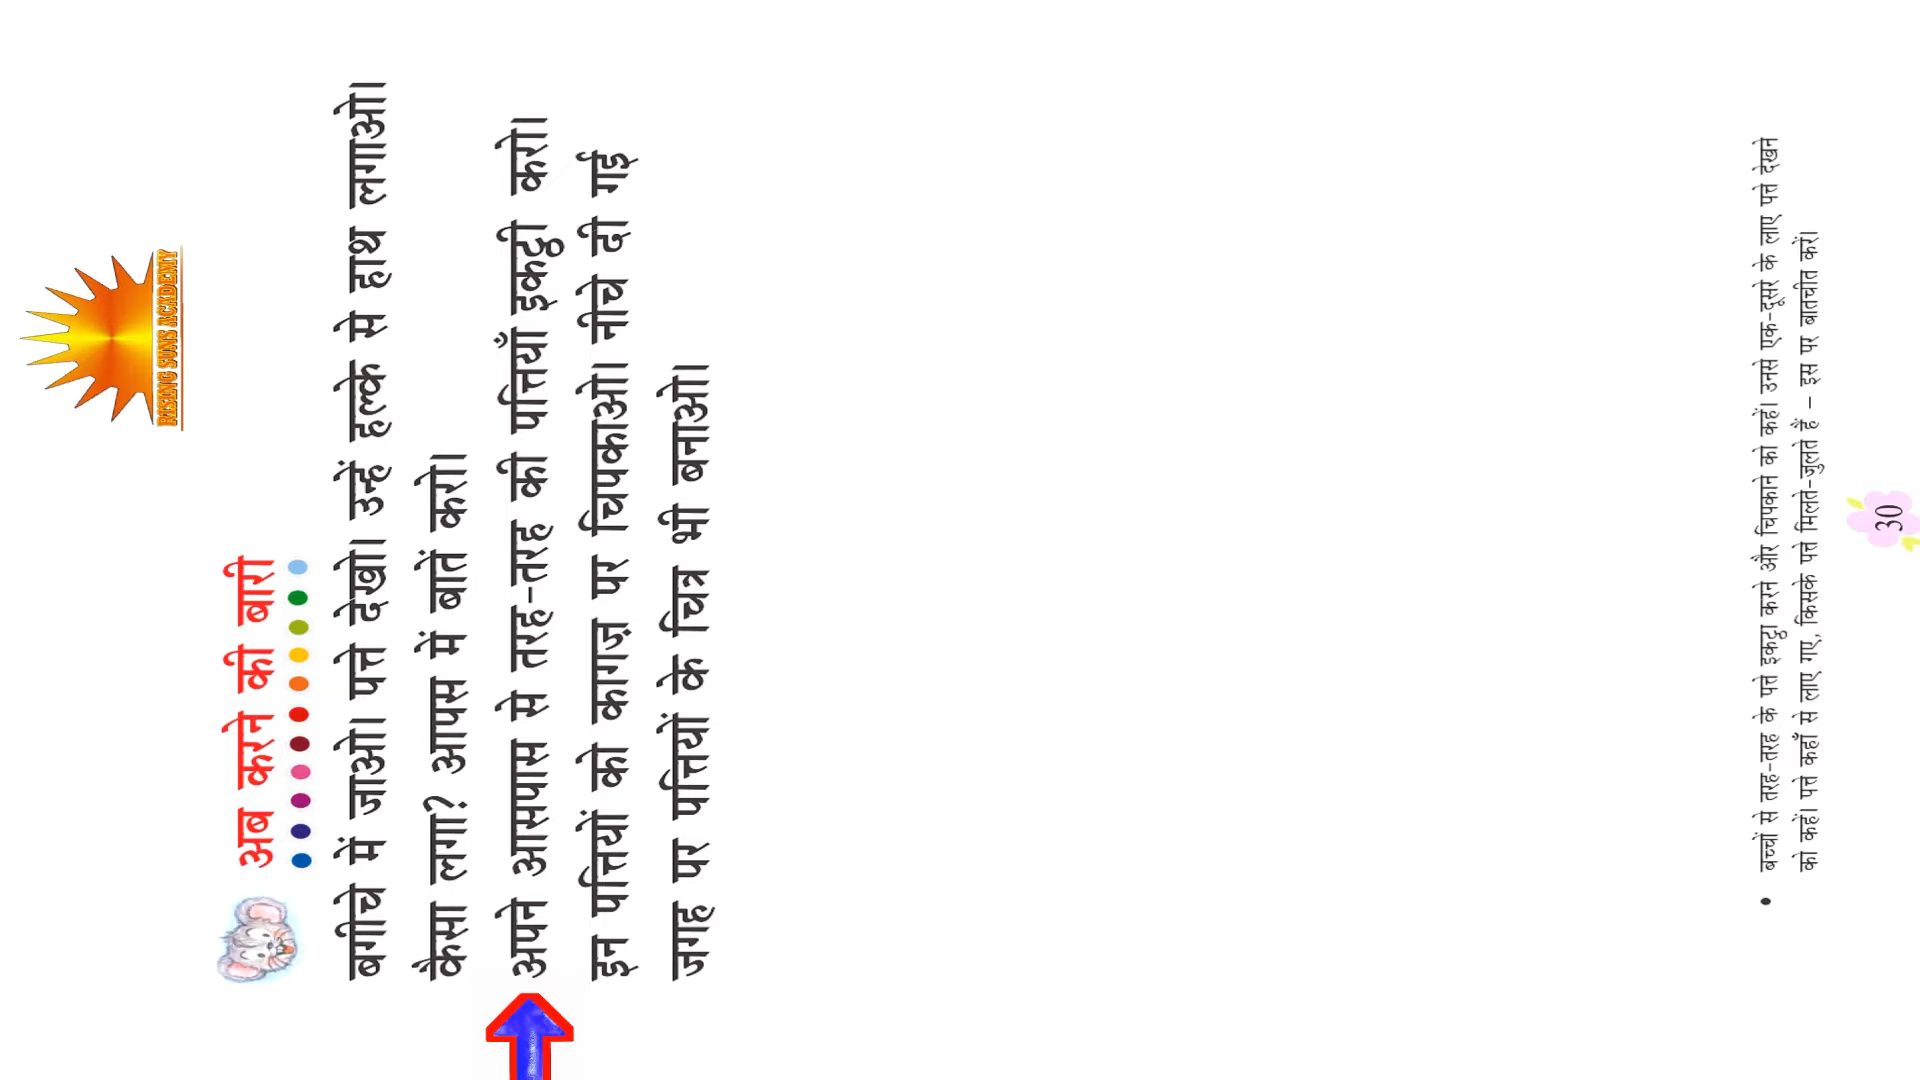 RISING SUNS ACADEMY
अब करने की बारी
बगीचे में जाओ। पत्ते देखो। उन्हें हल्के से हाथ लगाओ।
कैसा लगा? आपस में बातें करो।
अपने आसपास से तरह-तरह की पत्तियाँ इकट्ठी करो।
इन पत्तियों को कागज़ पर चिपकाओ। नीचे दी गई
जगह पर पत्तियों के चित्र भी बनाओ।
• बच्चों से तरह-तरह के पत्ते इकट्ठा करने और चिपकाने को कहें। उनसे एक-दूसरे के लाए पत्ते देखने
को कहें। पत्ते कहाँ से लाए गए, किसके पत्ते मिलते-जुलते हैं – इस पर बातचीत करें।
30